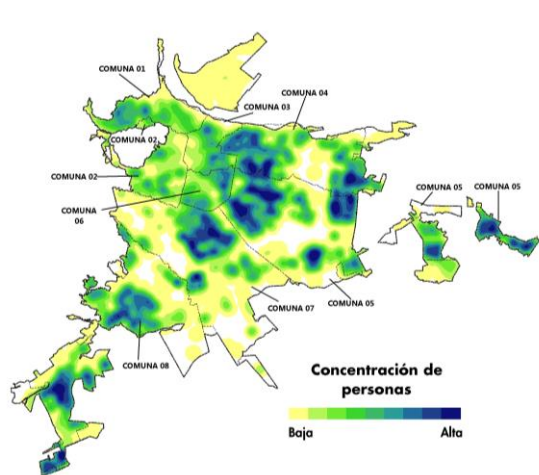 COMUNA 01
COMUNA 04
COMUNA 03
COMUNA 02
COMUNA 02
COMUNA
06
COMUNA 05
COMUNA 05
COMUNA 07
COMUNA 05
COMUNA 08
Concentración de
personas
Baja
Alta